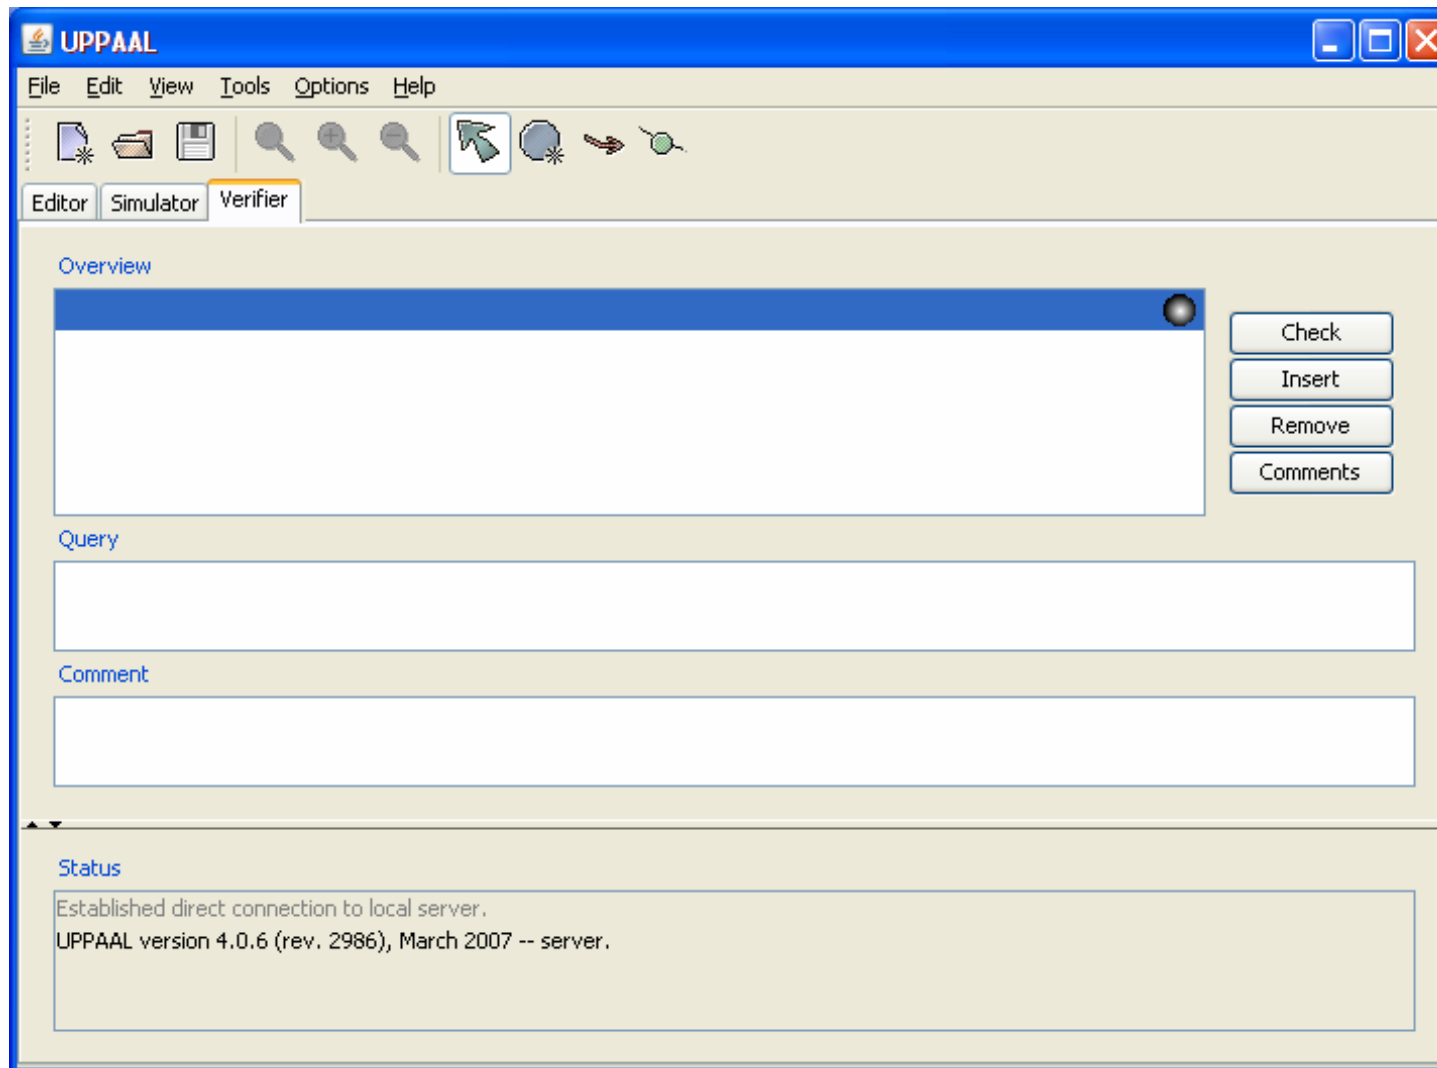 UPPAAL
File Edit View Tools Options Help
Editor Simulator Verifier
Overview
Check
Insert
Remove
Comments
Query
Comment
Status
Established direct connection to local server.
UPPAAL version 4.0.6 (rev. 2986), March 2007 -- server.